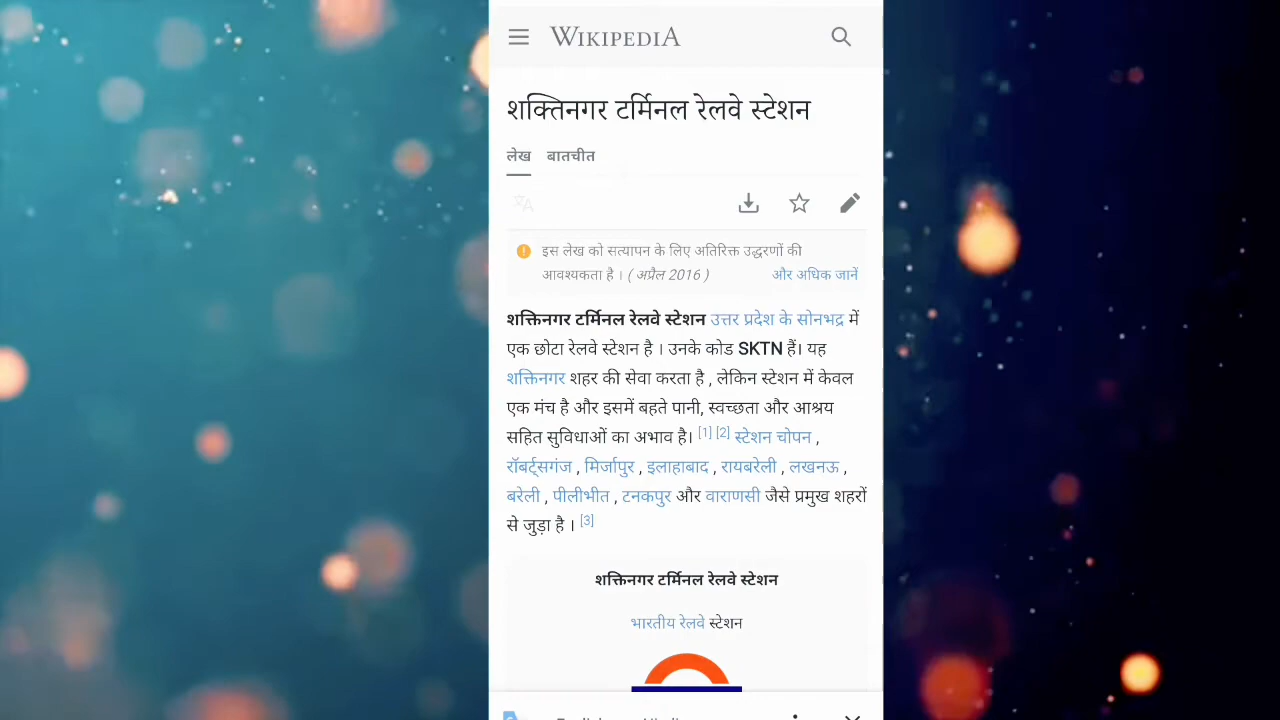 WIKIPEDIA
शक्तिनगर टर्मिनल रेलवे स्टेशन
लेख बातचीत
इस लेख को सत्यापन के लिए अतिरिक्त उद्धरणों की
आवश्यकता है । ( अप्रैल 2016 ) और अधिक जानें
शक्तिनगर टर्मिनल रेलवे स्टेशन उत्तर प्रदेश के सोनभद्र में
एक छोटा रेलवे स्टेशन है । उनके कोड SKTN हैं। यह
शक्तिनगर शहर की सेवा करता है , लेकिन स्टेशन में केवल
एक मंच है और इसमें बहते पानी, स्वच्छता और आश्रय
सहित सुविधाओं का अभाव है। [1] [2] स्टेशन चोपन ,
रॉबर्ट्सगंज , मिर्जापुर , इलाहाबाद , रायबरेली , लखनऊ ,
बरेली , पीलीभीत , टनकपुर और वाराणसी जैसे प्रमुख शहरों
से जुड़ा है । [3]
शक्तिनगर टर्मिनल रेलवे स्टेशन
भारतीय रेलवे स्टेशन